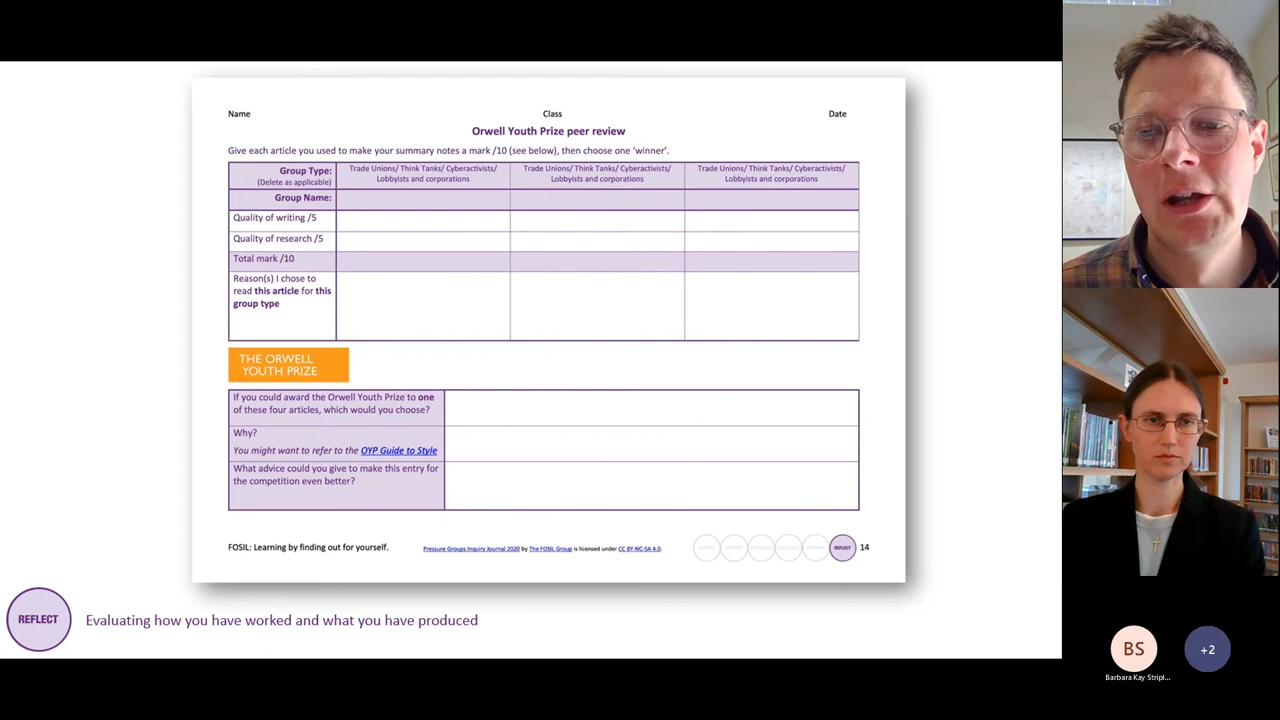 Name Class Date
Orwell Youth Prize peer review
Give each article you used to make your summary notes a mark /10 (see below), then choose one ‘winner’.
Group Type:
(Delete as applicable)
Trade Unions/ Think Tanks/ Cyberactivists/
Lobbyists and corporations
Trade Unions/ Think Tanks/ Cyberactivists/
Lobbyists and corporations
Trade Unions/ Think Tanks/ Cyberactivists/
Lobbyists and corporations
Group Name:
Quality of writing /5
Quality of research /5
Total mark /10
Reason(s) I chose to
read this article for this
group type
THE ORWELL
YOUTH PRIZE
If you could award the Orwell Youth Prize to one
of these four articles, which would you choose?
Why?
You might want to refer to the OYP Guide to Style
What advice could you give to make this entry for
the competition even better?
FOSIL: Learning by finding out for yourself.
Pressure Groups Inquiry Journal 2020 by The FOSIL Group is licensed under CC BY-NC-SA 4.0.
REFLECT
14
REFLECT
Evaluating how you have worked and what you have produced
BS
Barbara Kay Stripl...
+2